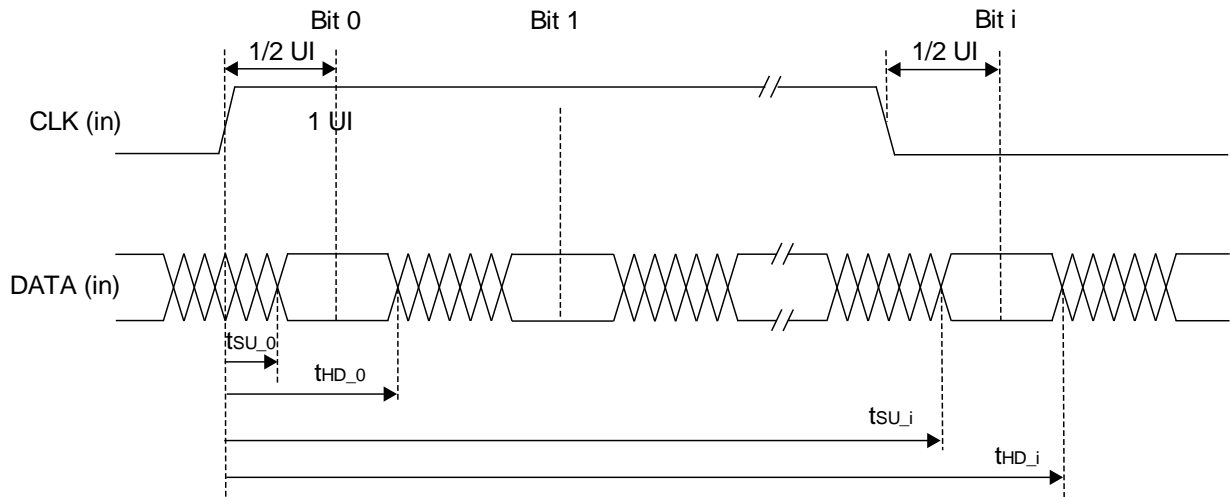 Bit 0
Bit 1
Bit i
1/2 UI
1/2 UI
CLK (in)
1 UI
DATA (in)
tSU_0
tHD_0
tSU_i
tHD_i